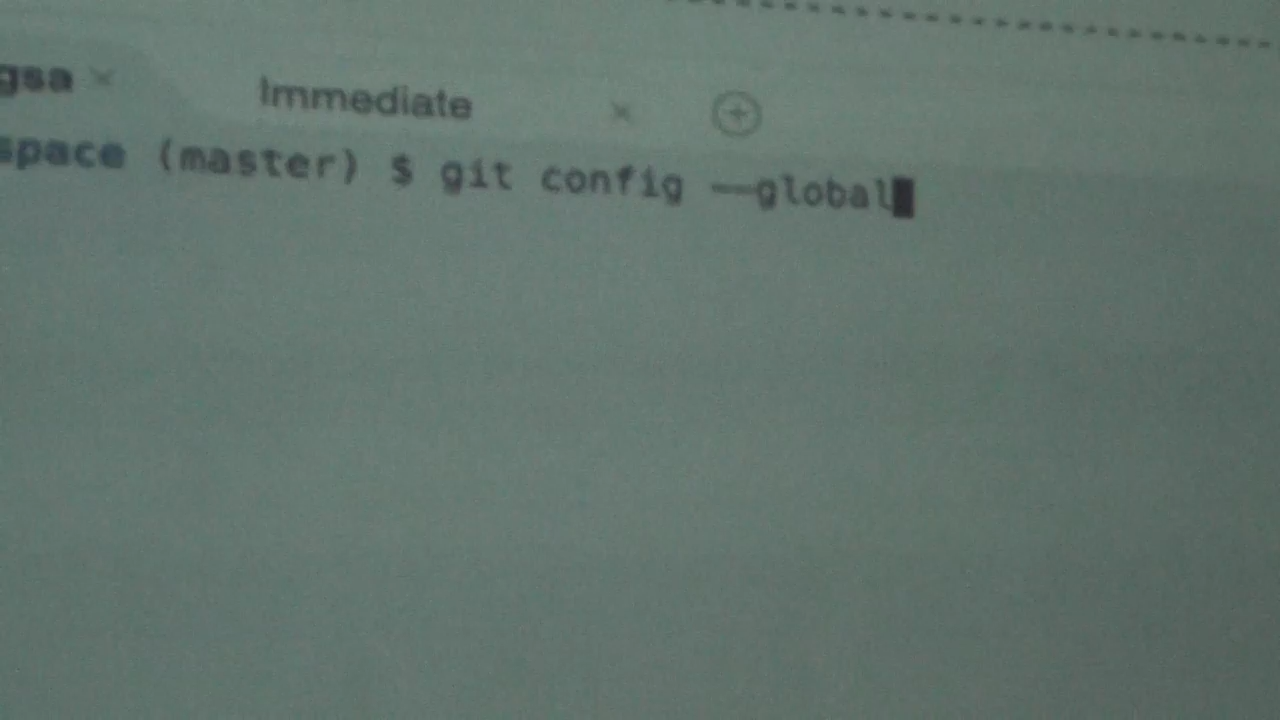 gsa × Immediate ×
space (master) $ git config --global